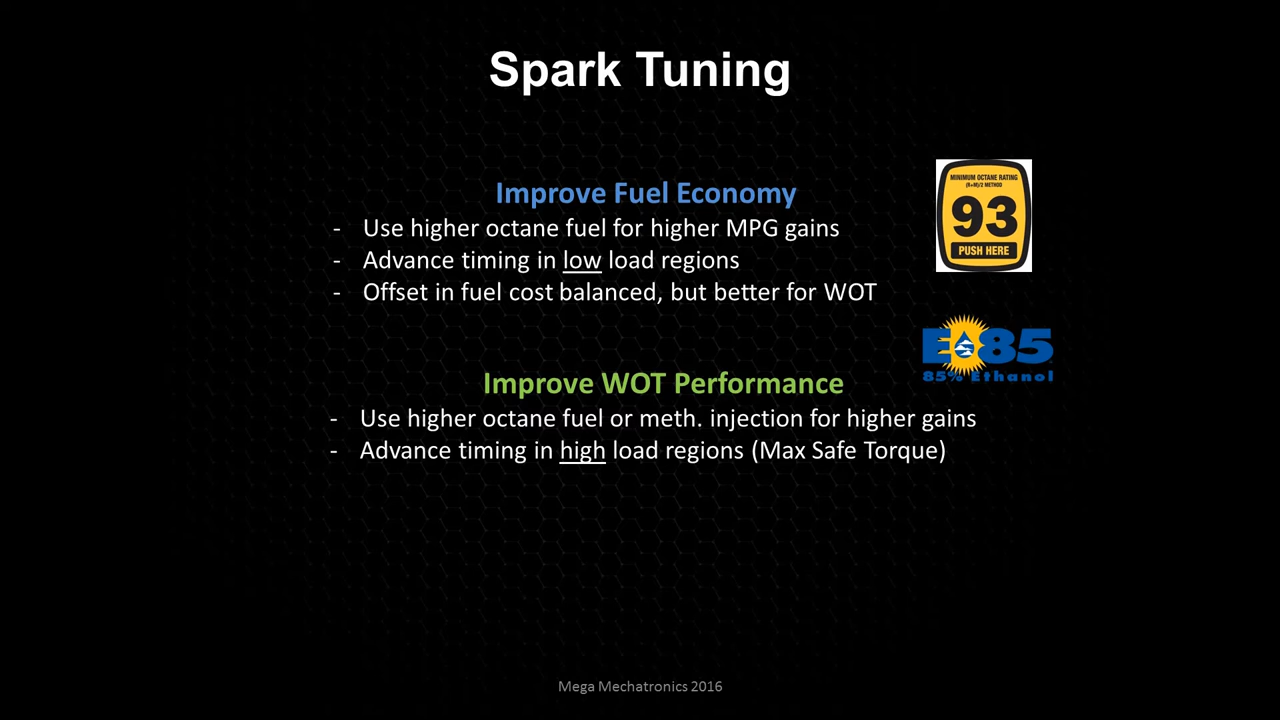 Spark Tuning
Improve Fuel Economy
- Use higher octane fuel for higher MPG gains
- Advance timing in low load regions
- Offset in fuel cost balanced, but better for WOT
MINIMUM OCTANE RATING
(R+M)/2 METHOD
93
PUSH HERE
E85
85% Ethanol
Improve WOT Performance
- Use higher octane fuel or meth. injection for higher gains
- Advance timing in high load regions (Max Safe Torque)
Mega Mechatronics 2016